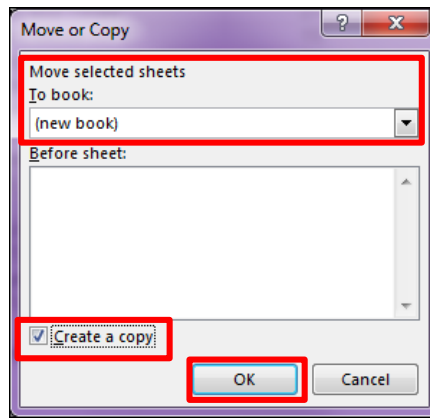 Move or Copy
Move selected sheets
To book:
(new book)
Before sheet:
Create a copy
OK Cancel